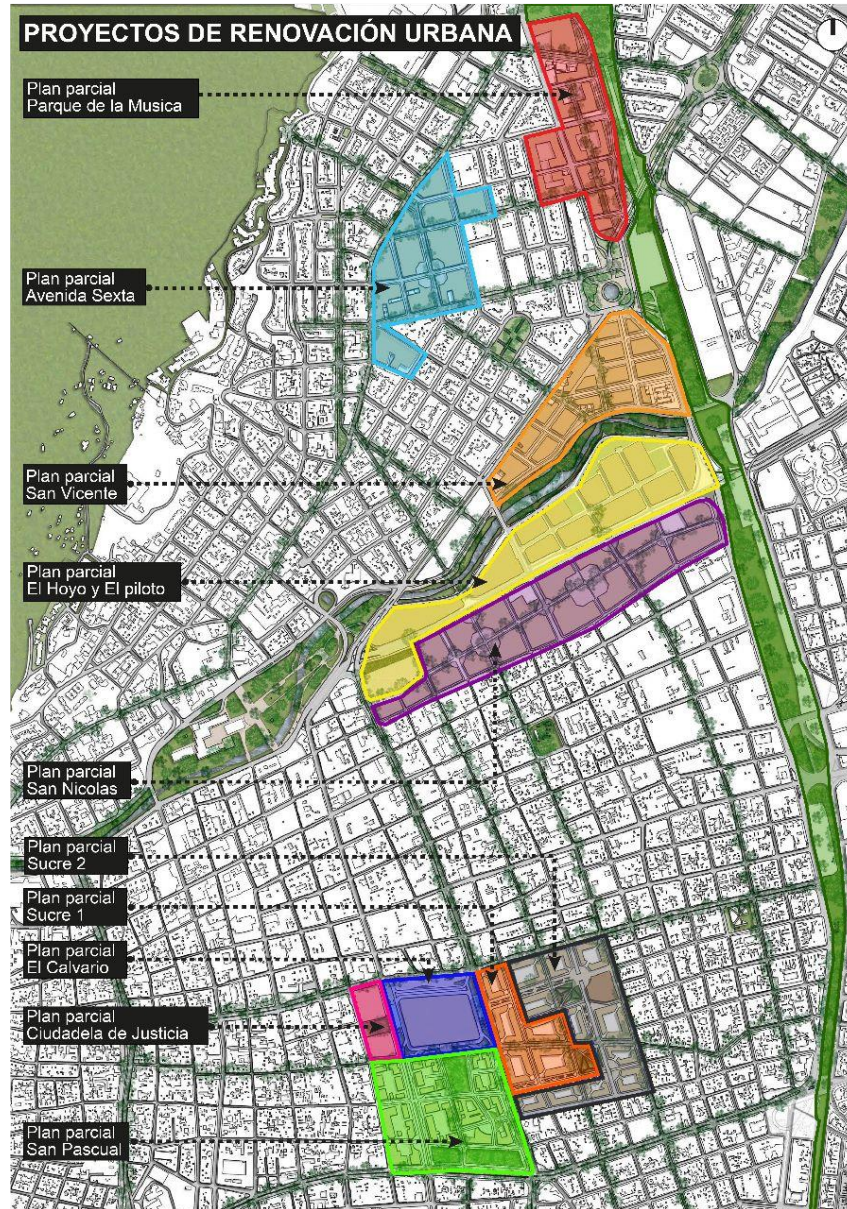 PROYECTOS DE RENOVACIÓN URBANA
Plan parcial
Parque de la Musica
Plan parcial
Avenida Sexta
Plan parcial
San Vicente
Plan parcial
El Hoyo y El piloto
Plan parcial
San Nicolas
Plan parcial
Sucre 2
Plan parcial
Sucre 1
Plan parcial
El Calvario
Plan parcial
Ciudadela de Justicia
Plan parcial
San Pascual